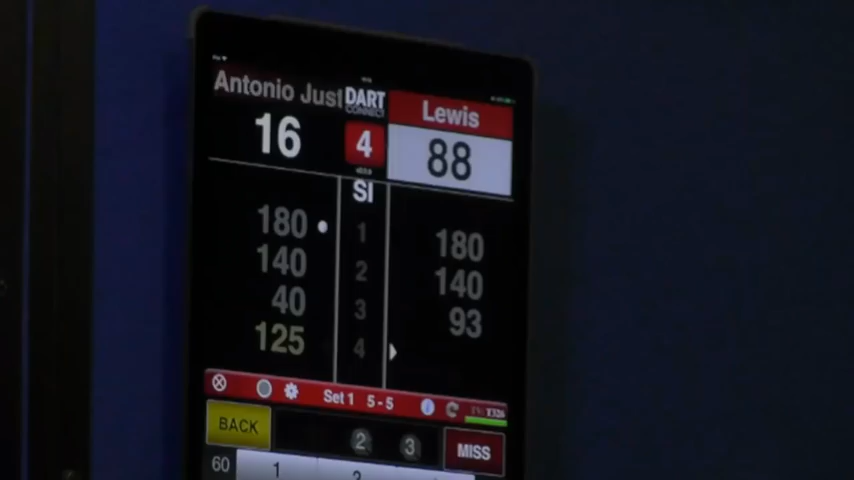 Antonio Just DART CONNECT Lewis
16 4 88
SI
180 1 180
140 2 140
40 3 93
125 4
Set 1 5 - 5
BACK 2 3 MISS
60 1 2